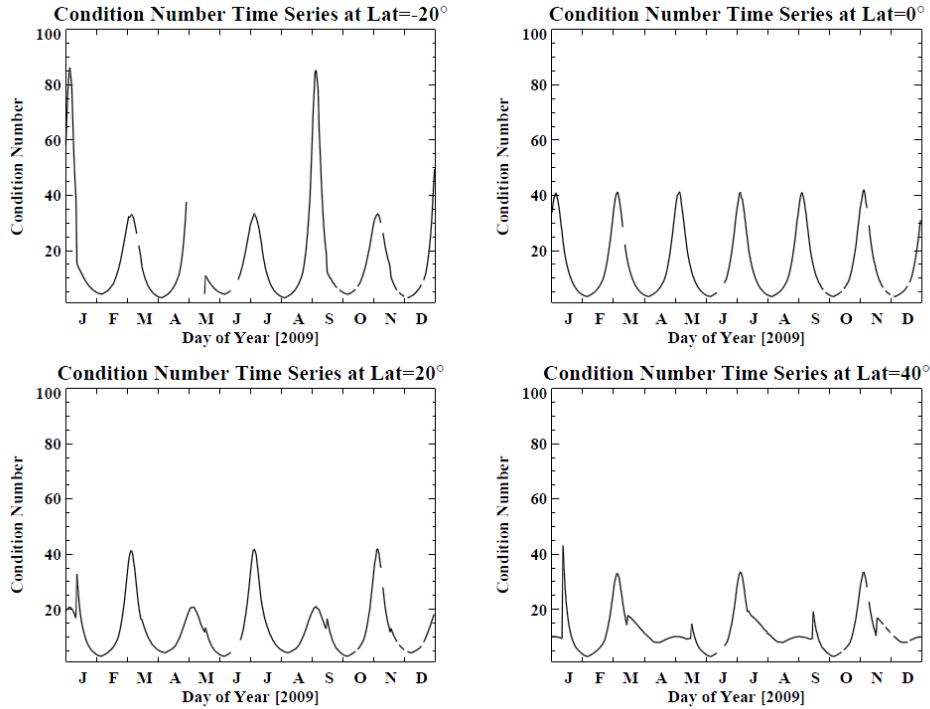 Condition Number Time Series at Lat=-20°
100
80
60
40
20
Condition Number
J F M A M J J A S O N D
Day of Year [2009]
Condition Number Time Series at Lat=0°
100
80
60
40
20
Condition Number
J F M A M J J A S O N D
Day of Year [2009]
Condition Number Time Series at Lat=20°
100
80
60
40
20
Condition Number
J F M A M J J A S O N D
Day of Year [2009]
Condition Number Time Series at Lat=40°
100
80
60
40
20
Condition Number
J F M A M J J A S O N D
Day of Year [2009]